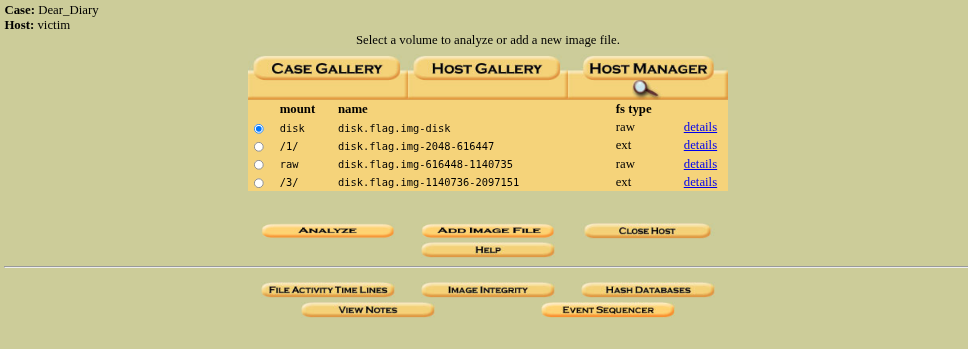 Case: Dear_Diary
Host: victim
Select a volume to analyze or add a new image file.
CASE GALLERY HOST GALLERY HOST MANAGER
mount name fs type
disk disk.flag.img-disk raw details
/1/ disk.flag.img-2048-616447 ext details
raw disk.flag.img-616448-1140735 raw details
/3/ disk.flag.img-1140736-2097151 ext details
ANALYZE ADD IMAGE FILE CLOSE HOST
HELP
FILE ACTIVITY TIME LINES IMAGE INTEGRITY HASH DATABASES
VIEW NOTES EVENT SEQUENCER